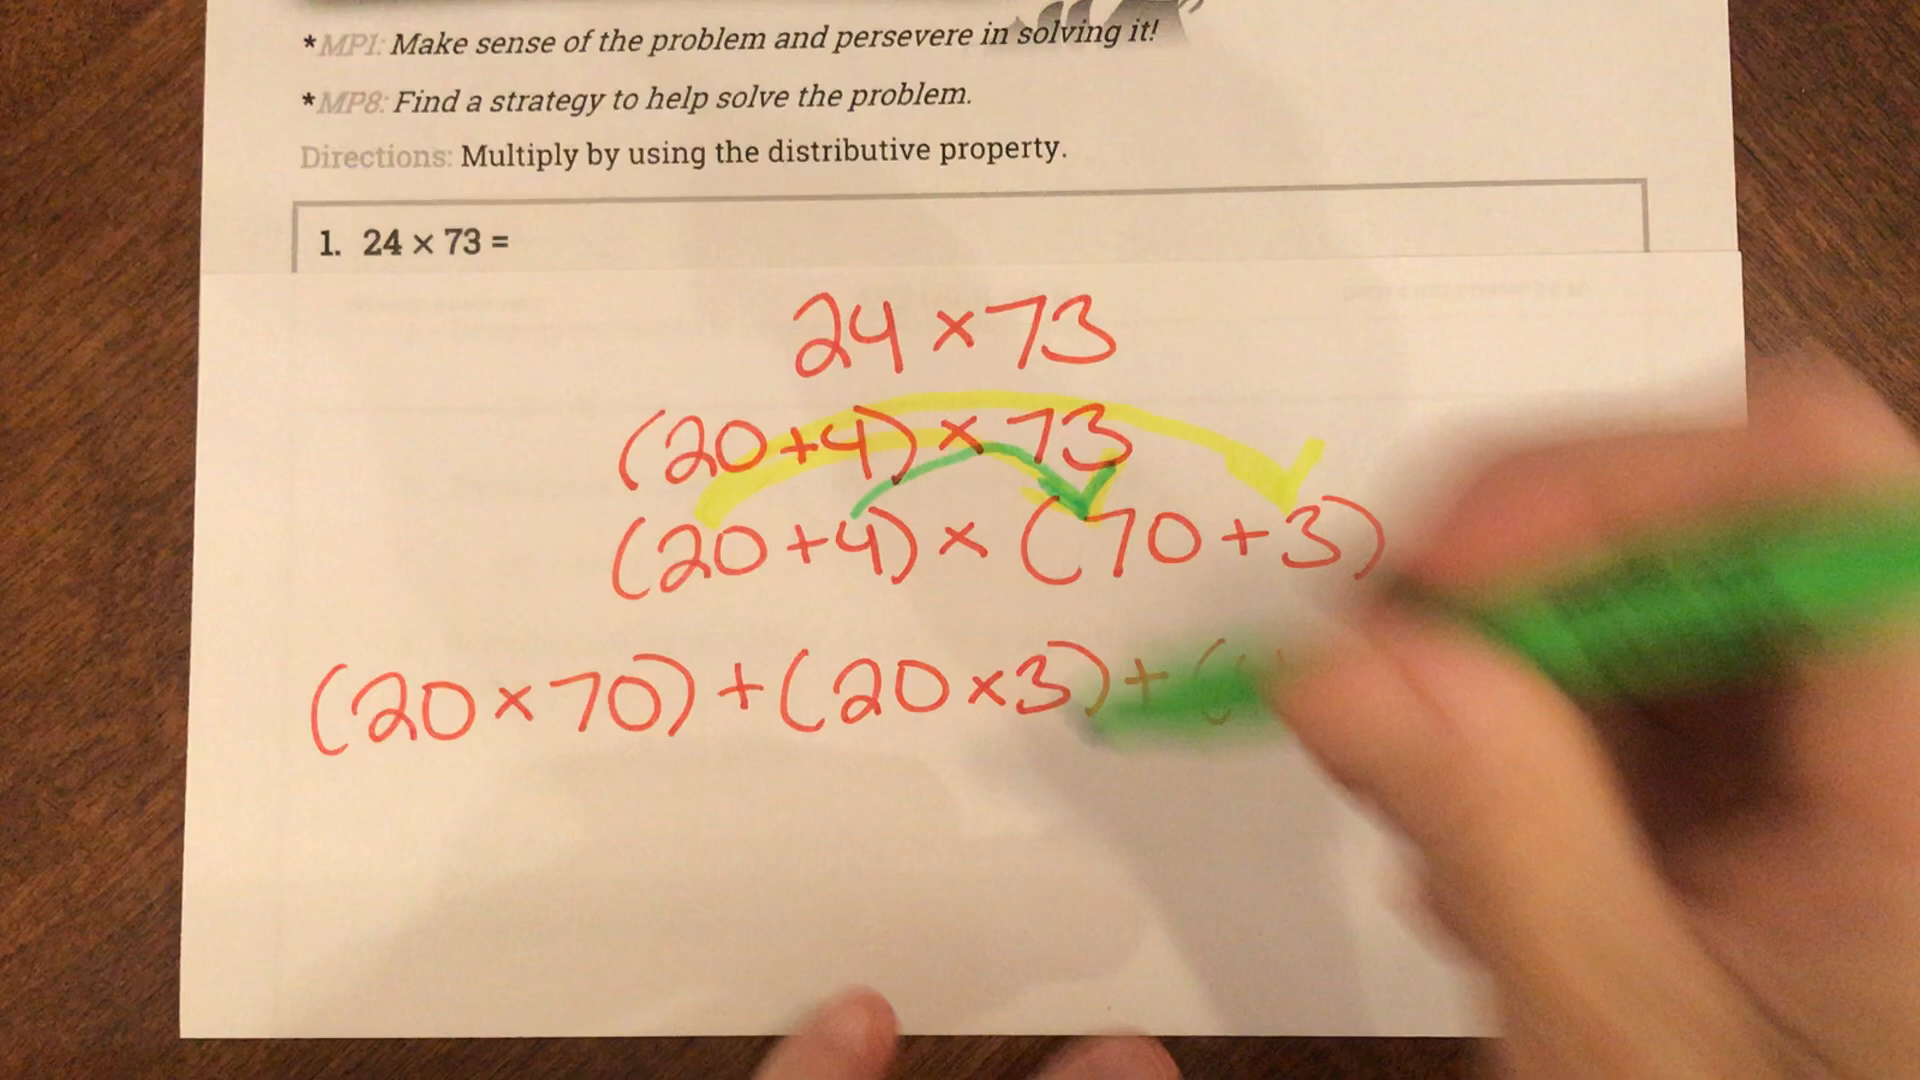 *MP1: Make sense of the problem and persevere in solving it!
*MP8: Find a strategy to help solve the problem.
Directions: Multiply by using the distributive property.
1. 24 × 73 =
24 × 73
(20+4) × 73
(20+4) × (70+3)
(20×70)+(20×3)+(